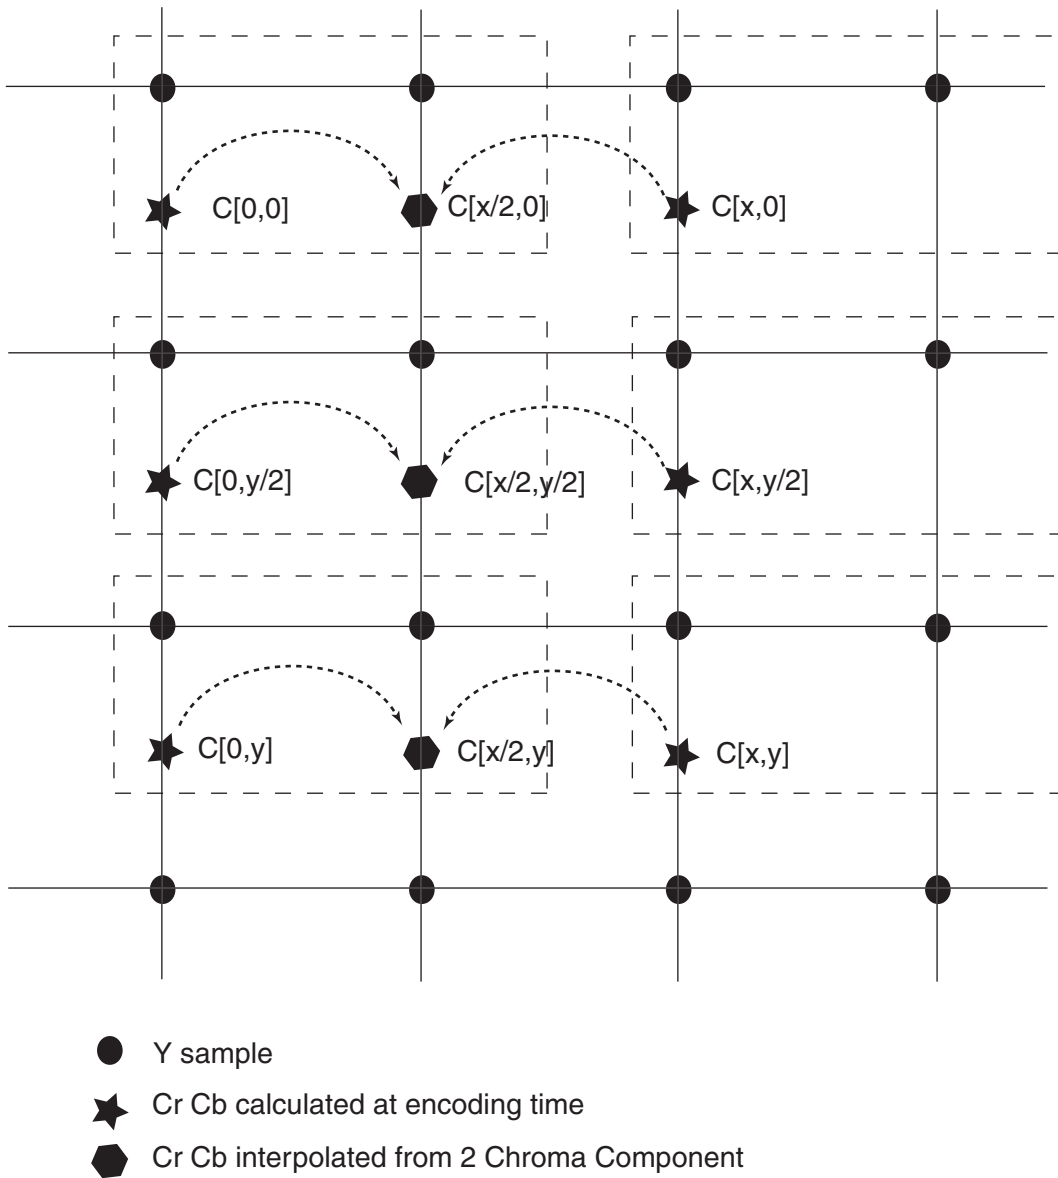 C[0,0] C[x/2,0] C[x,0]
C[0,y/2] C[x/2,y/2] C[x,y/2]
C[0,y] C[x/2,y] C[x,y]
Y sample
Cr Cb calculated at encoding time
Cr Cb interpolated from 2 Chroma Component